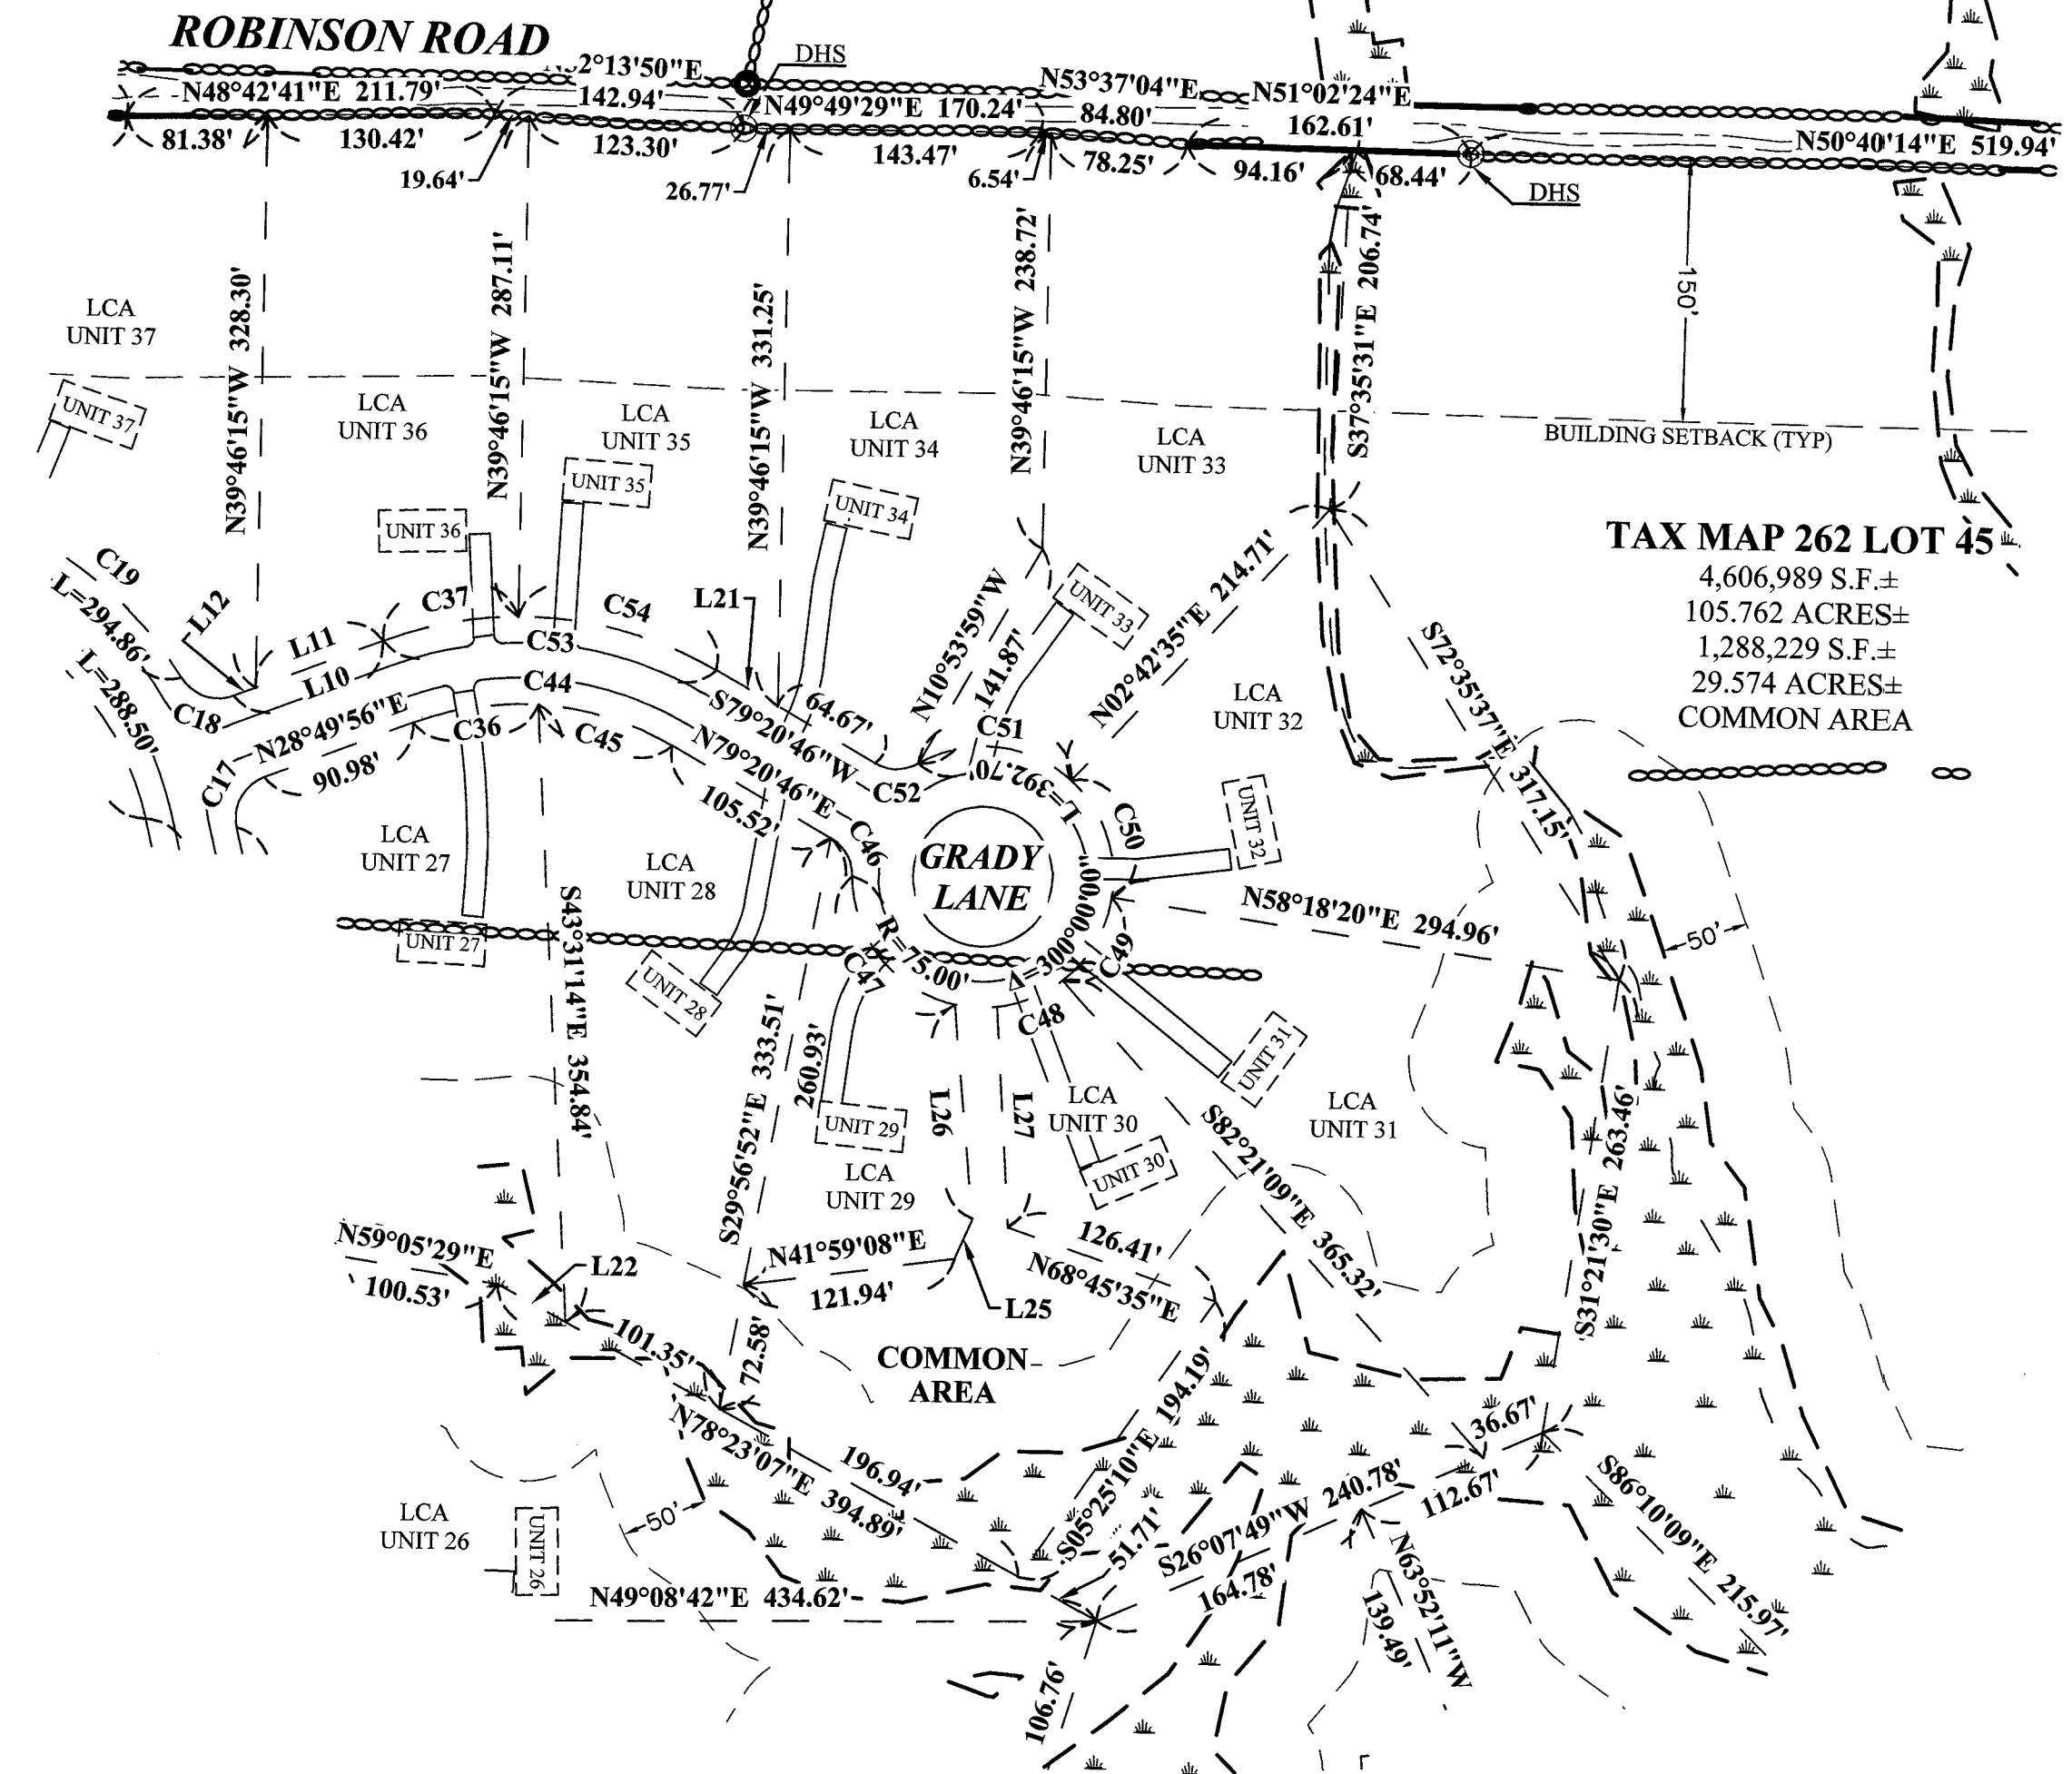 ROBINSON ROAD
DHS
N48°42'41"E 211.79'
2°13'50"E
142.94'
N49°49'29"E 170.24'
N53°37'04"E
84.80'
N51°02'24"E
162.61'
N50°40'14"E 519.94'
81.38'
130.42'
19.64'
123.30'
26.77'
143.47'
6.54'
78.25'
94.16'
68.44'
DHS
LCA
UNIT 37
N39°46'15"W 328.30'
N39°46'15"W 287.11'
N39°46'15"W 331.25'
N39°46'15"W 238.72'
S37°35'31"E 206.74'
150'
UNIT 37
LCA
UNIT 36
LCA
UNIT 35
LCA
UNIT 34
LCA
UNIT 33
BUILDING SETBACK (TYP)
UNIT 36
UNIT 35
UNIT 34
UNIT 33
TAX MAP 262 LOT 45
4,606,989 S.F.±
105.762 ACRES±
1,288,229 S.F.±
29.574 ACRES±
COMMON AREA
C19
L=294.86'
L=288.50'
L12
L11
L10
C37
C53
C54
L21
C44
C18
C17
N28°49'56"E
90.98'
C36
C45
S79°20'46"W
64.67'
N79°20'46"E
105.52'
C46
C52
N10°53'59"W
141.87'
C51
N02°42'35"E 214.71'
LCA
UNIT 32
S72°35'37"E 317.15'
L=392.70'
C50
UNIT 32
GRADY
LANE
R=75.00'
Δ=300°00'00"
C47
C48
C49
N58°18'20"E 294.96'
50'
LCA
UNIT 27
UNIT 27
LCA
UNIT 28
UNIT 28
S43°31'14"E 354.84'
S29°56'52"E 333.51'
260.93'
UNIT 29
LCA
UNIT 29
L26
L27
LCA
UNIT 30
UNIT 30
UNIT 31
LCA
UNIT 31
S82°21'09"E 365.32'
S31°21'30"E 263.46'
N59°05'29"E
100.53'
L22
N41°59'08"E
121.94'
L25
126.41'
N68°45'35"E
101.35'
72.58'
COMMON
AREA
N78°23'07"E 394.89'
196.94'
S05°25'10"E 194.19'
51.71'
S26°07'49"W 240.78'
36.67'
112.67'
164.78'
S86°10'09"E 215.97'
N63°52'11"W
139.49'
LCA
UNIT 26
UNIT 26
50'
N49°08'42"E 434.62'
106.76'